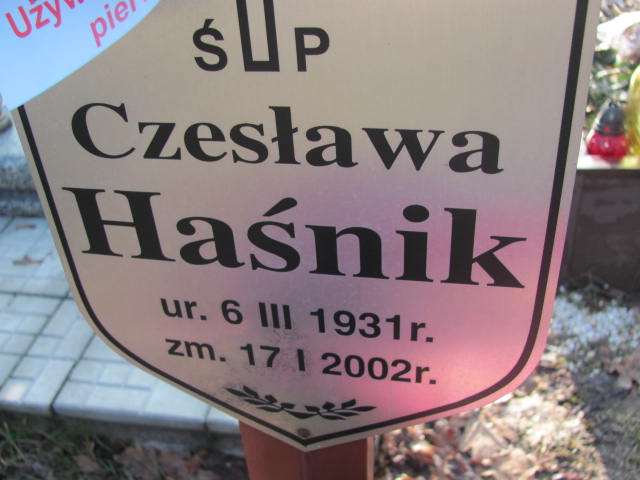 Ś P
Czesława
Haśnik
ur. 6 III 1931r.
zm. 17 I 2002r.